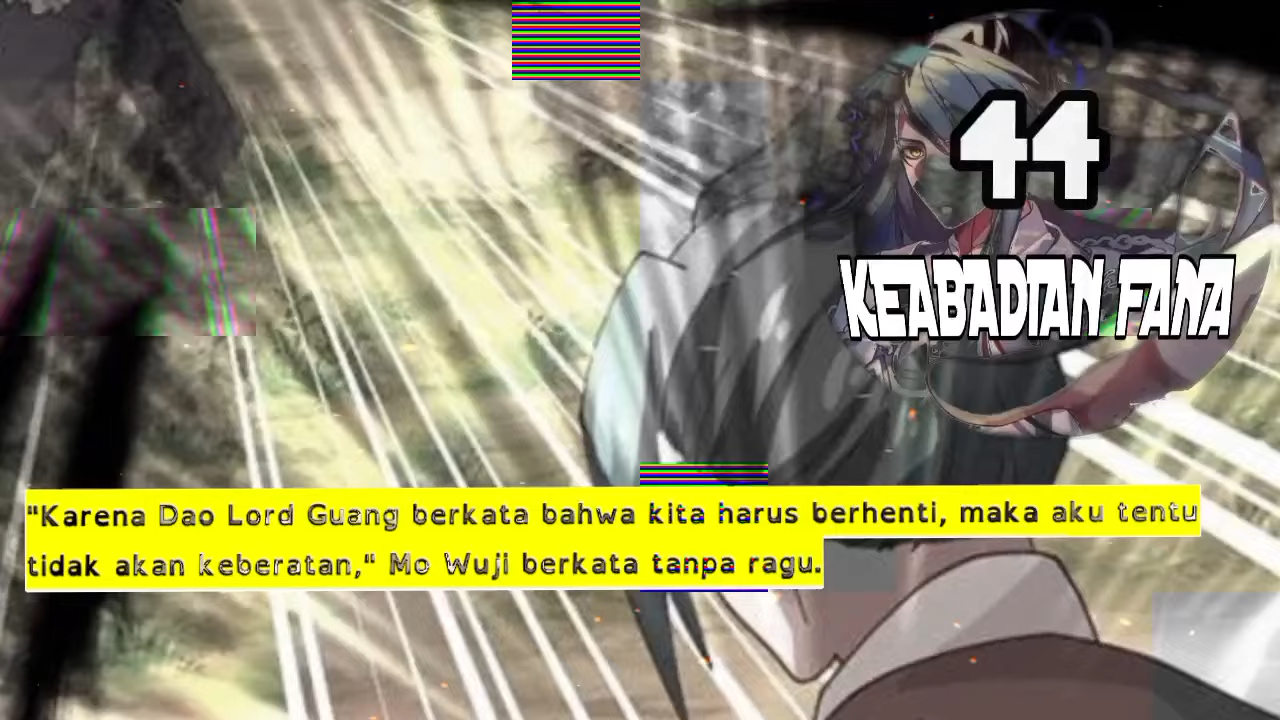 44
KEABADIAN FANA
"Karena Dao Lord Guang berkata bahwa kita harus berhenti, maka aku tentu
tidak akan keberatan," Mo Wuji berkata tanpa ragu.